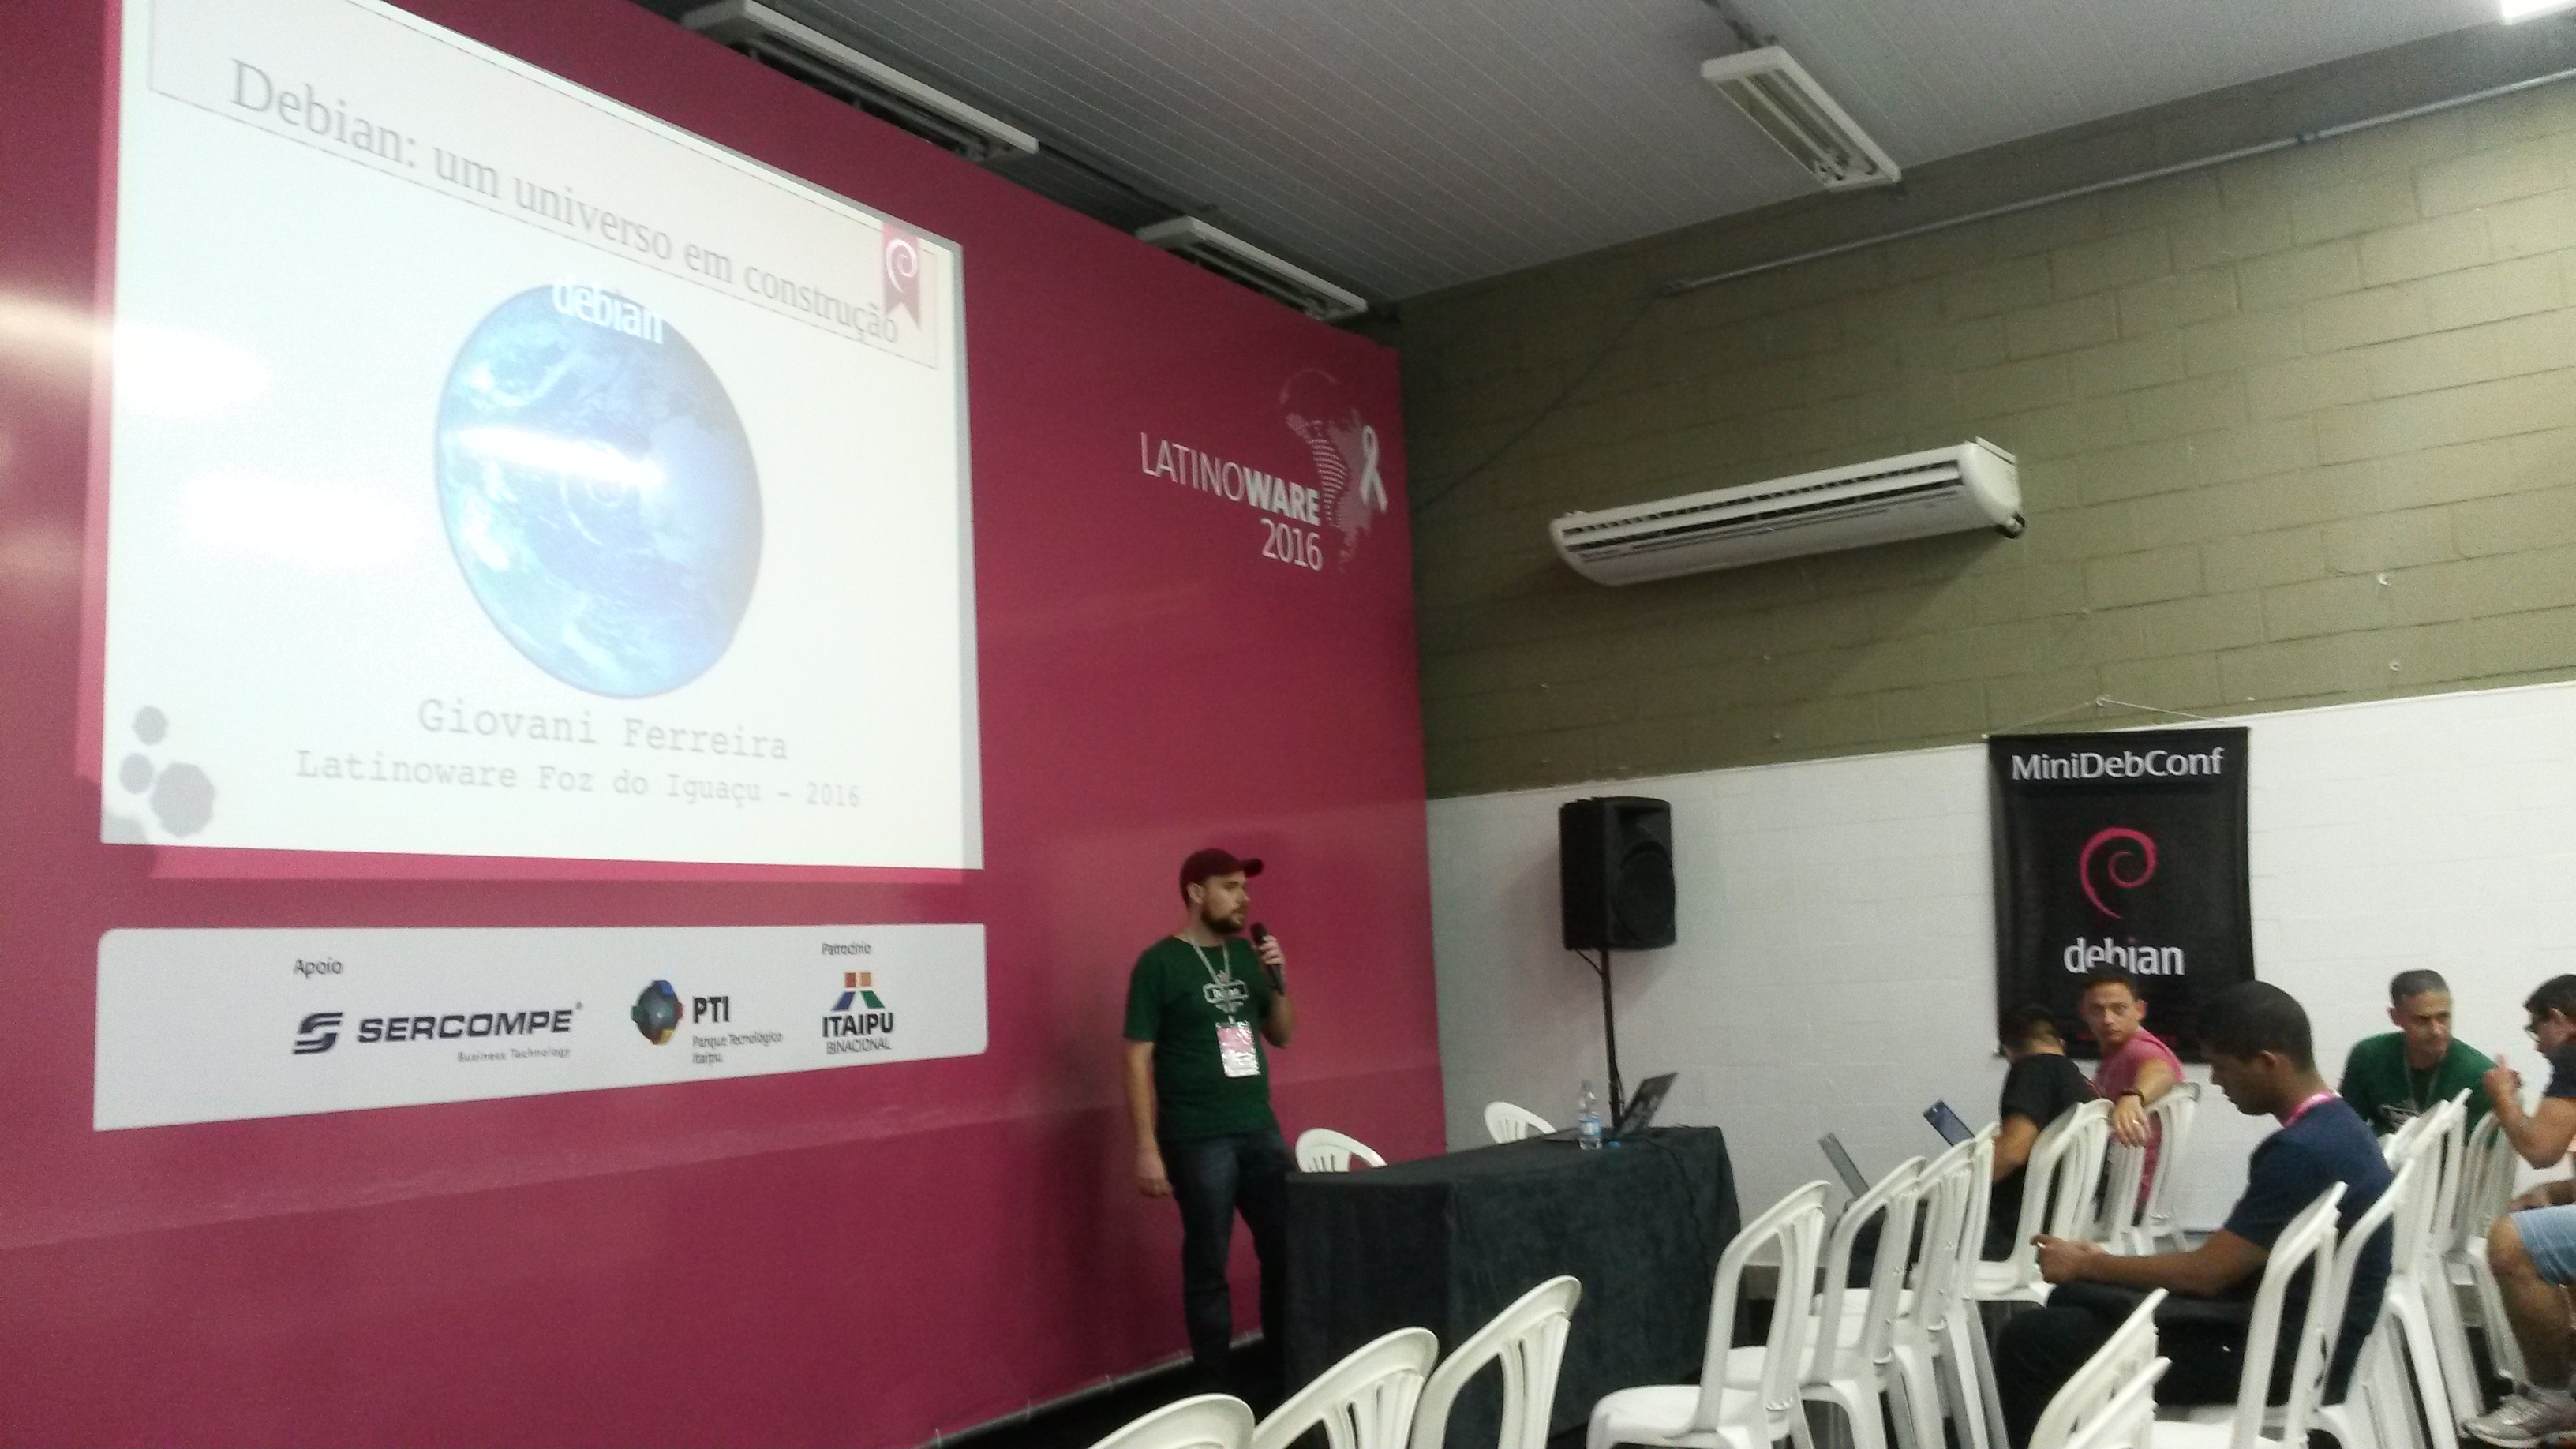 Debian: um universo em construção
debian
Giovani Ferreira
Latinoware Foz do Iguaçu - 2016
LATINOWARE
2016
Apoio
SERCOMPE®
Business Technology
PTI
Parque Tecnológico
Itaipu
Patrocínio
ITAIPU
BINACIONAL
MiniDebConf
debian